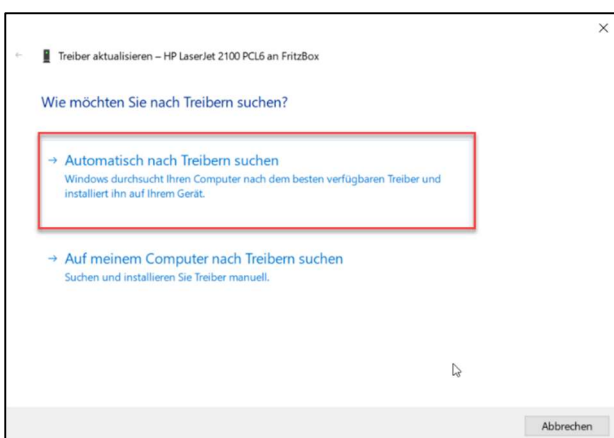 Treiber aktualisieren – HP LaserJet 2100 PCL6 an FritzBox
Wie möchten Sie nach Treibern suchen?
→ Automatisch nach Treibern suchen
Windows durchsucht Ihren Computer nach dem besten verfügbaren Treiber und
installiert ihn auf Ihrem Gerät.
→ Auf meinem Computer nach Treibern suchen
Suchen und installieren Sie Treiber manuell.
Abbrechen